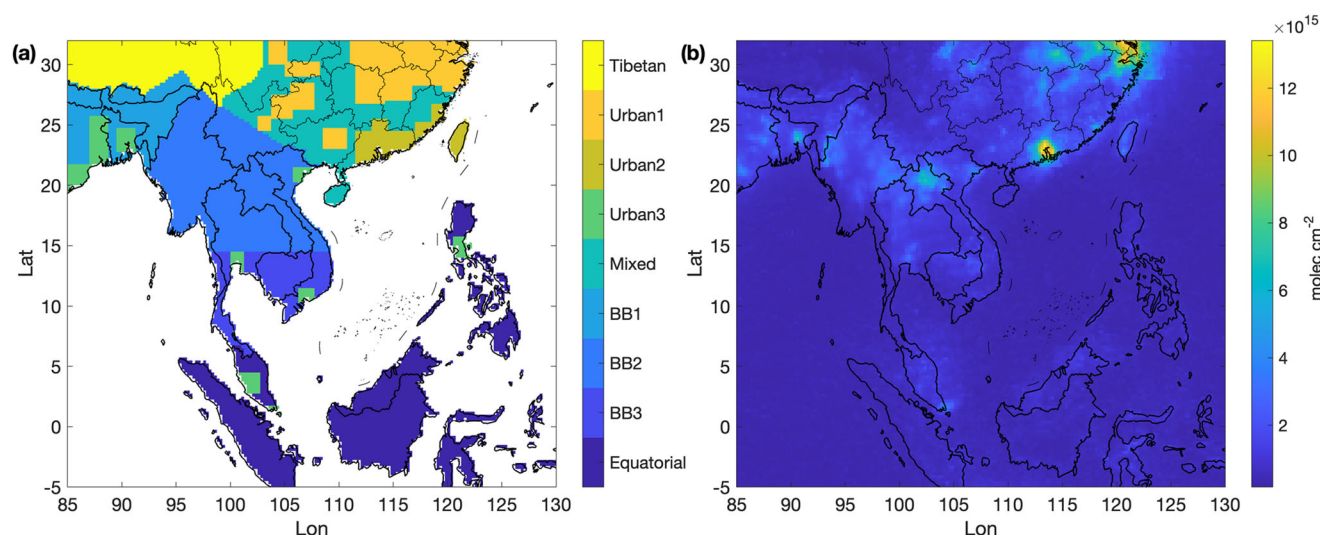 (a)
30
25
20
15
10
5
0
-5
Lat
85 90 95 100 105 110 115 120 125 130
Lon
Tibetan
Urban1
Urban2
Urban3
Mixed
BB1
BB2
BB3
Equatorial
(b)
30
25
20
15
10
5
0
-5
Lat
85 90 95 100 105 110 115 120 125 130
Lon
×10¹⁵
12
10
8
6
4
2
molec cm⁻²